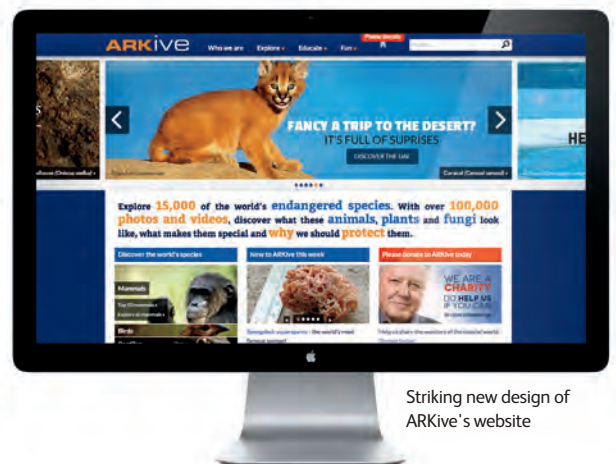 ARKive
Who we are Explore Educate Fun Please donate
FANCY A TRIP TO THE DESERT?
IT'S FULL OF SUPRISES
DISCOVER THE UAE
HE
Caracal (Caracal caracal)
Explore 15,000 of the world's endangered species. With over 100,000
photos and videos, discover what these animals, plants and fungi look
like, what makes them special and why we should protect them.
Discover the world's species
New to ARKive this week
Please donate to ARKive today
Mammals
Birds
the world's most
WE ARE A
CHARITY
DO HELP US
IF YOU CAN
Striking new design of
ARKive's website